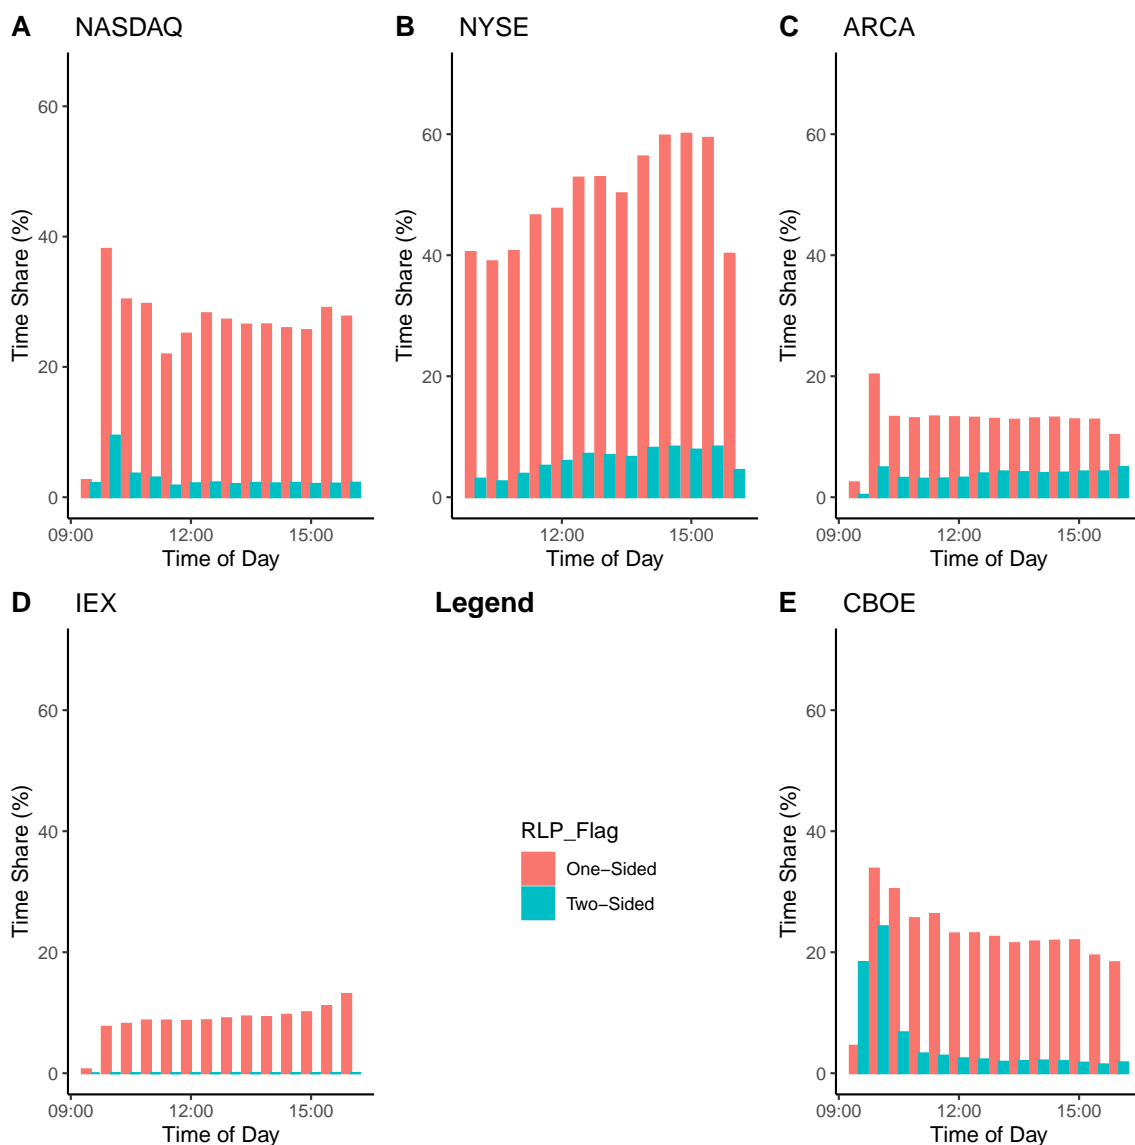 A NASDAQ
60
40
20
0
Time Share (%)
09:00 12:00 15:00
Time of Day
B NYSE
60
40
20
0
Time Share (%)
12:00 15:00
Time of Day
C ARCA
60
40
20
0
Time Share (%)
09:00 12:00 15:00
Time of Day
D IEX
60
40
20
0
Time Share (%)
09:00 12:00 15:00
Time of Day
Legend
RLP_Flag
One−Sided
Two−Sided
E CBOE
60
40
20
0
Time Share (%)
09:00 12:00 15:00
Time of Day